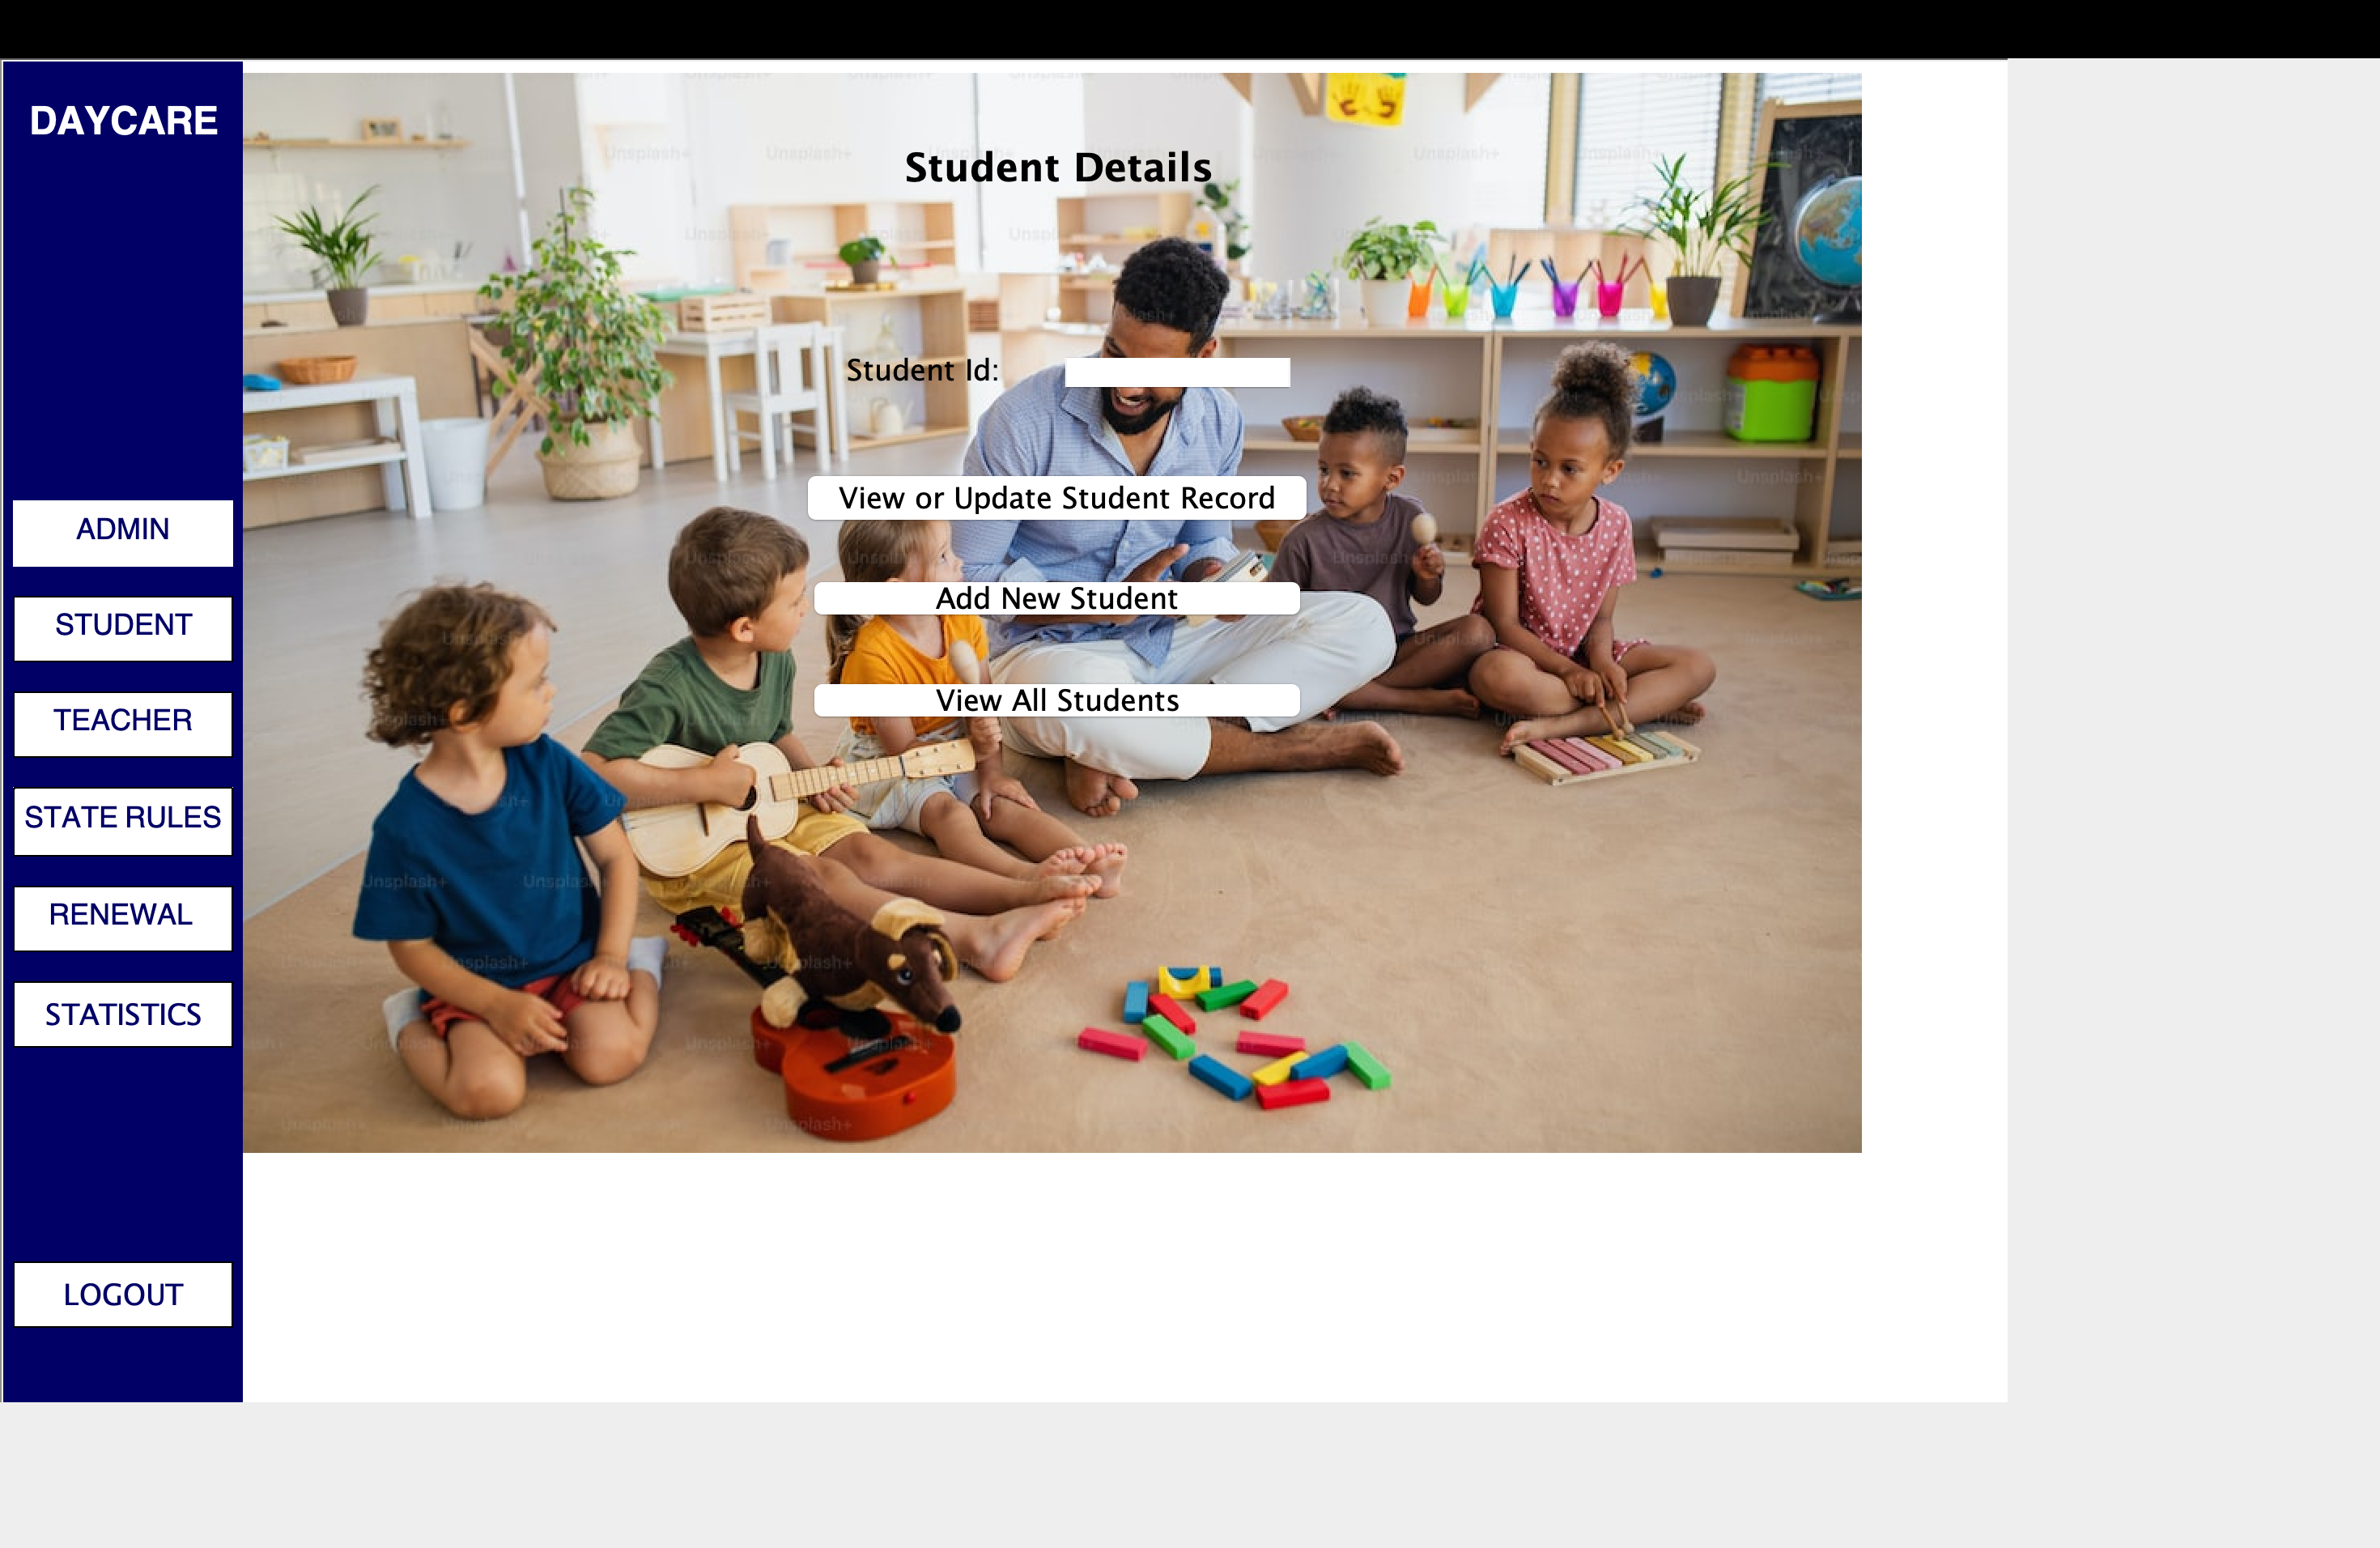 DAYCARE
Student Details
Student Id:
View or Update Student Record
Add New Student
View All Students
ADMIN
STUDENT
TEACHER
STATE RULES
RENEWAL
STATISTICS
LOGOUT
Unsplash+